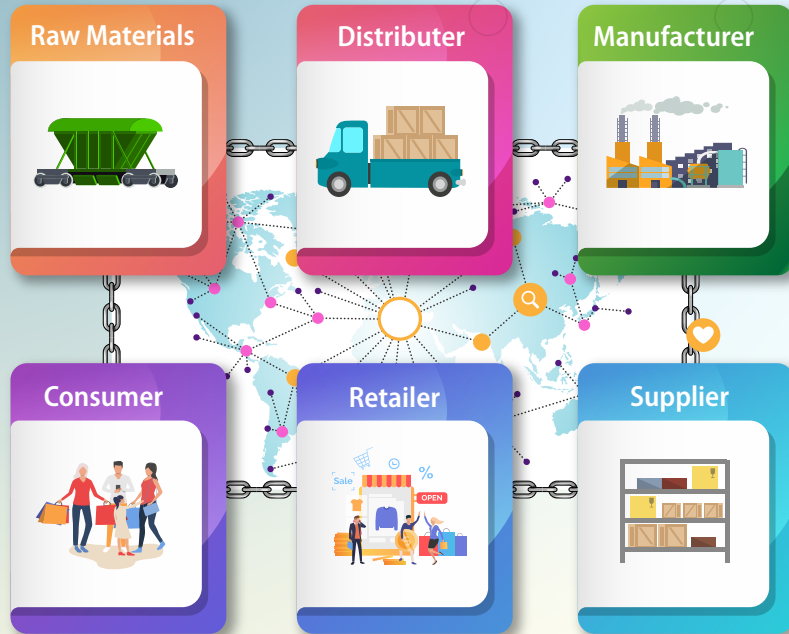 Raw Materials
Distributer
Manufacturer
Consumer
Retailer
Supplier
Sale
%
OPEN